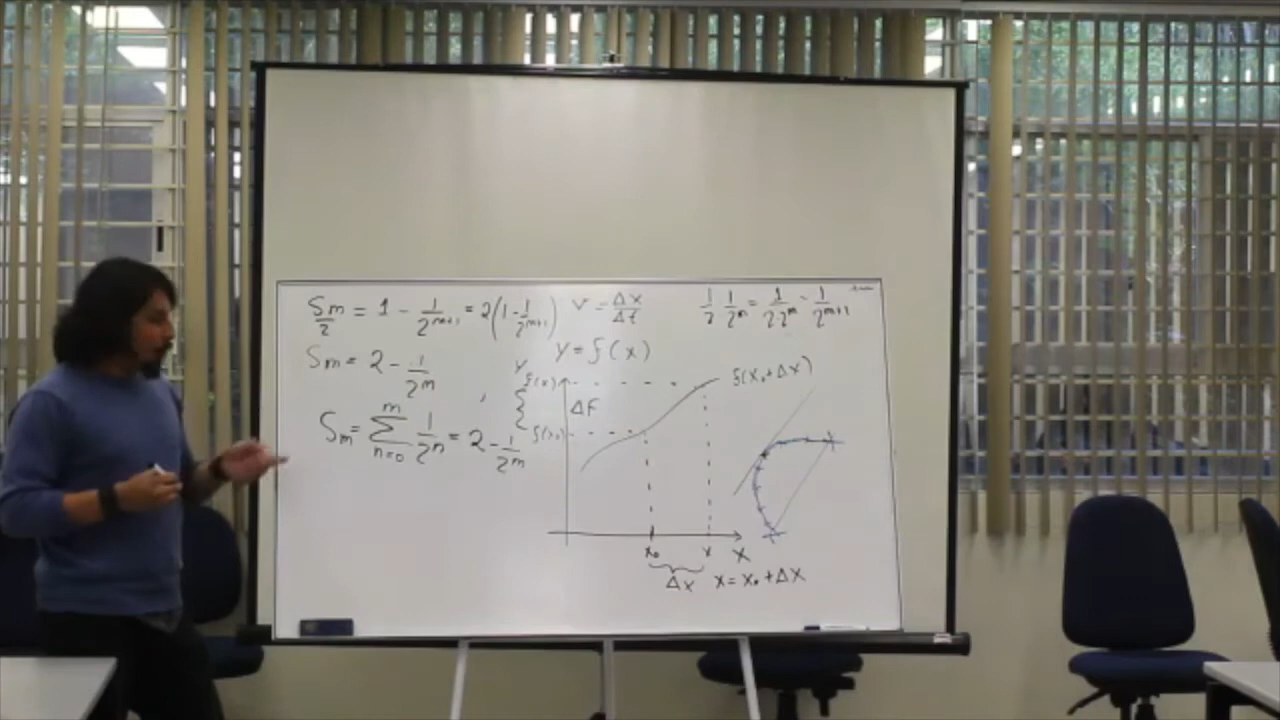 Sm/2 = 1 - 1/2^(m+1) = 2(1 - 1/2^(m+1))
V = Δx/Δt
1/2 1/2^n = 1/22^m - 1/2^(m+1)
Sm = 2 - 1/2^m
y = f(x)
Sm = Σ_(n=0)^m 1/2^n = 2 - 1/2^m
y
f(x)
f(x₀+Δx)
ΔF
f(x₀)
x₀ x X
Δx x = x₀ + Δx